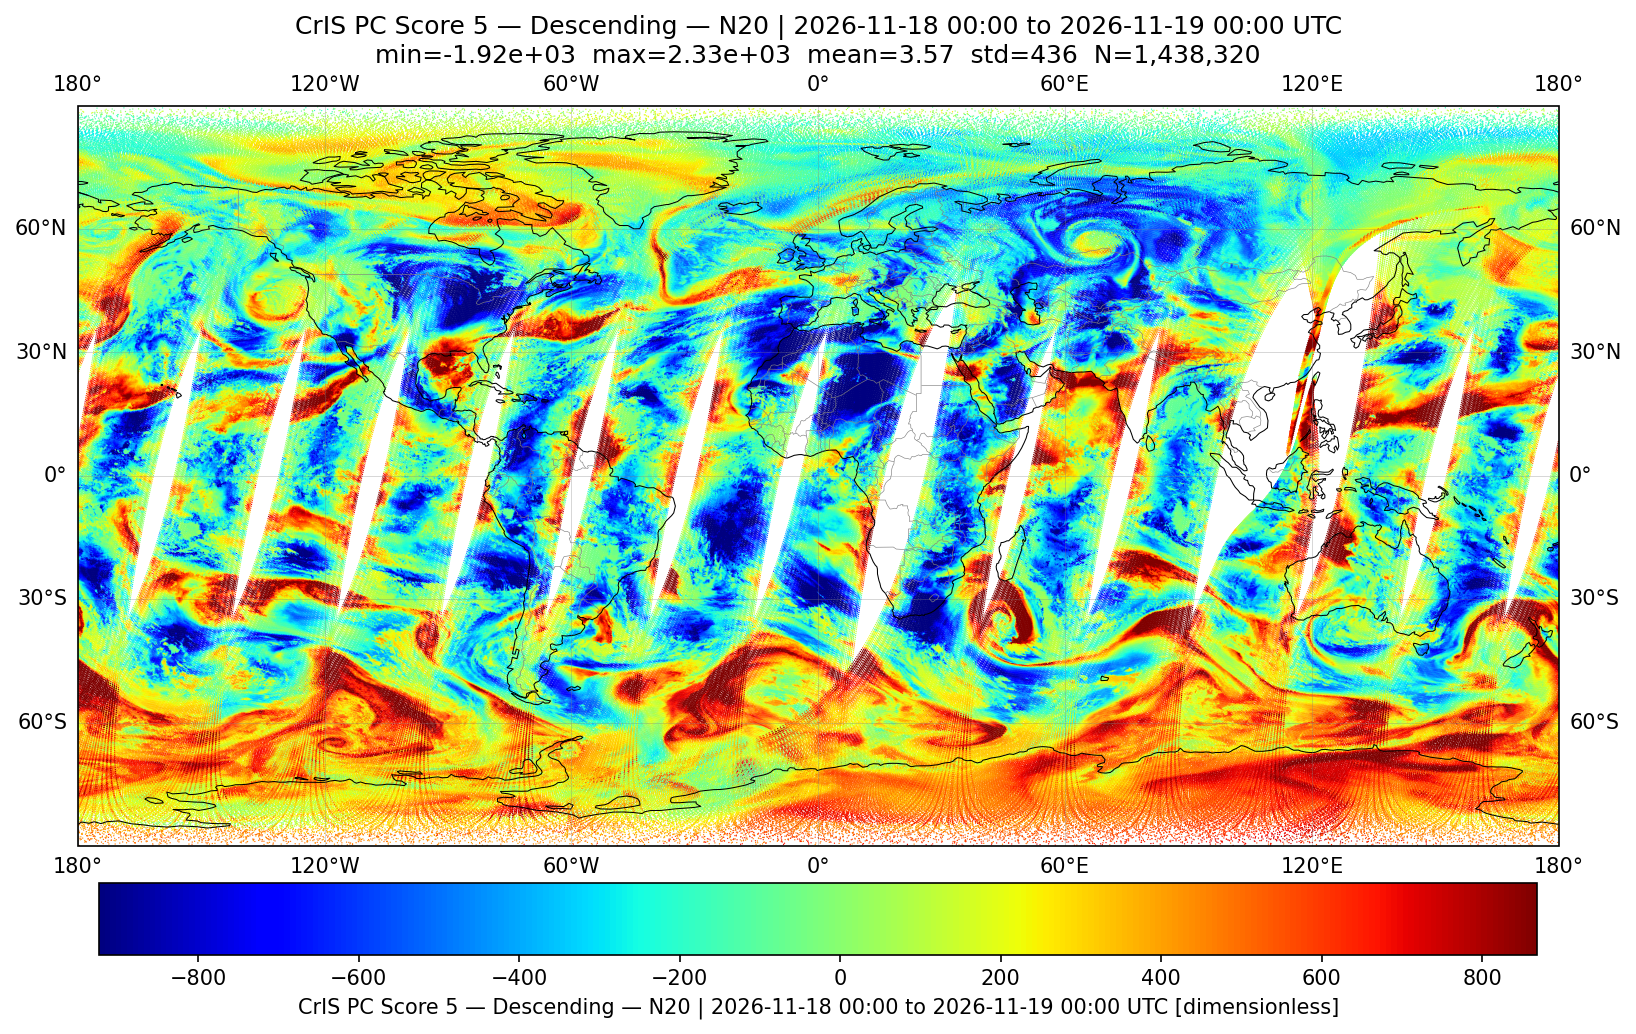 CrIS PC Score 5 — Descending — N20 | 2026-11-18 00:00 to 2026-11-19 00:00 UTC
min=-1.92e+03  max=2.33e+03  mean=3.57  std=436  N=1,438,320
180° 120°W 60°W 0° 60°E 120°E 180°
60°N 60°N
30°N 30°N
0° 0°
30°S 30°S
60°S 60°S
180° 120°W 60°W 0° 60°E 120°E 180°
−800 −600 −400 −200 0 200 400 600 800
CrIS PC Score 5 — Descending — N20 | 2026-11-18 00:00 to 2026-11-19 00:00 UTC [dimensionless]